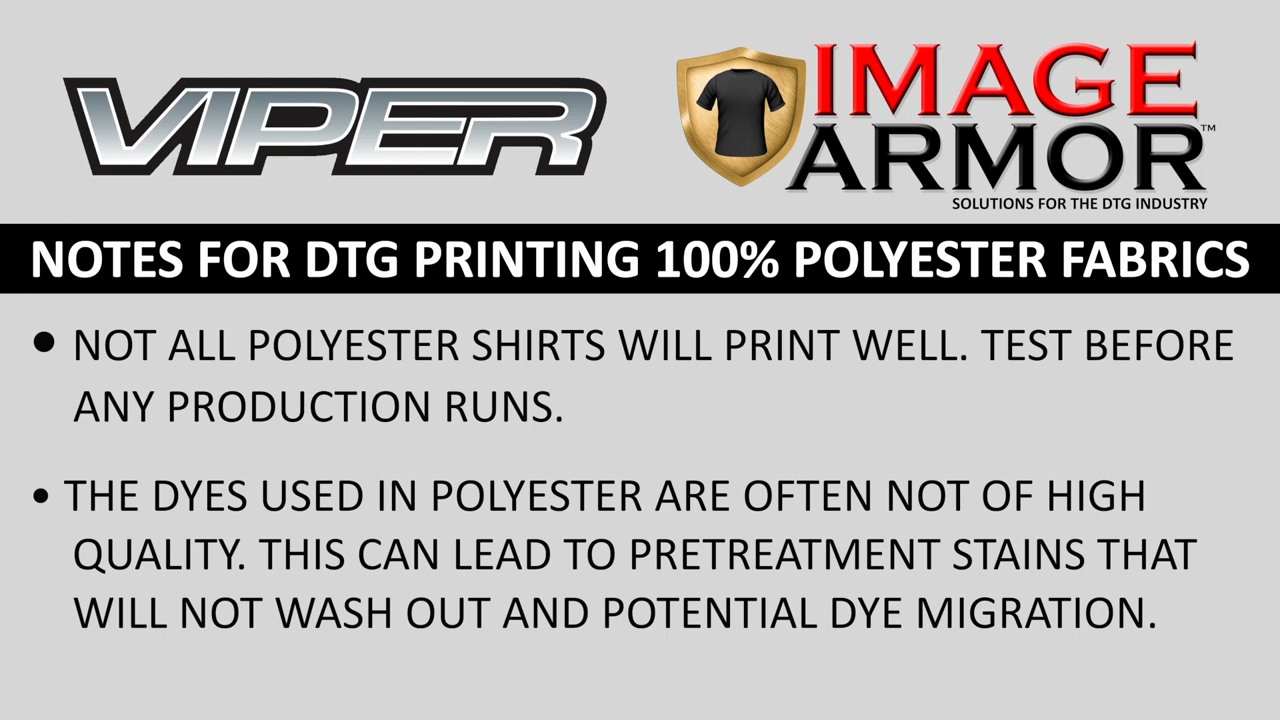 VIPER
IMAGE
ARMOR™
SOLUTIONS FOR THE DTG INDUSTRY
NOTES FOR DTG PRINTING 100% POLYESTER FABRICS
• NOT ALL POLYESTER SHIRTS WILL PRINT WELL. TEST BEFORE
ANY PRODUCTION RUNS.
• THE DYES USED IN POLYESTER ARE OFTEN NOT OF HIGH
QUALITY. THIS CAN LEAD TO PRETREATMENT STAINS THAT
WILL NOT WASH OUT AND POTENTIAL DYE MIGRATION.